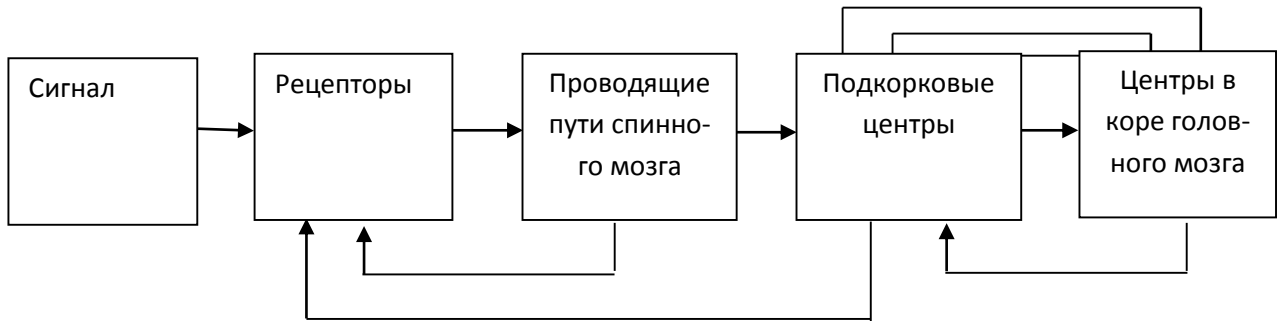 Сигнал
Рецепторы
Проводящие
пути спинно-
го мозга
Подкорковые
центры
Центры в
коре голов-
ного мозга